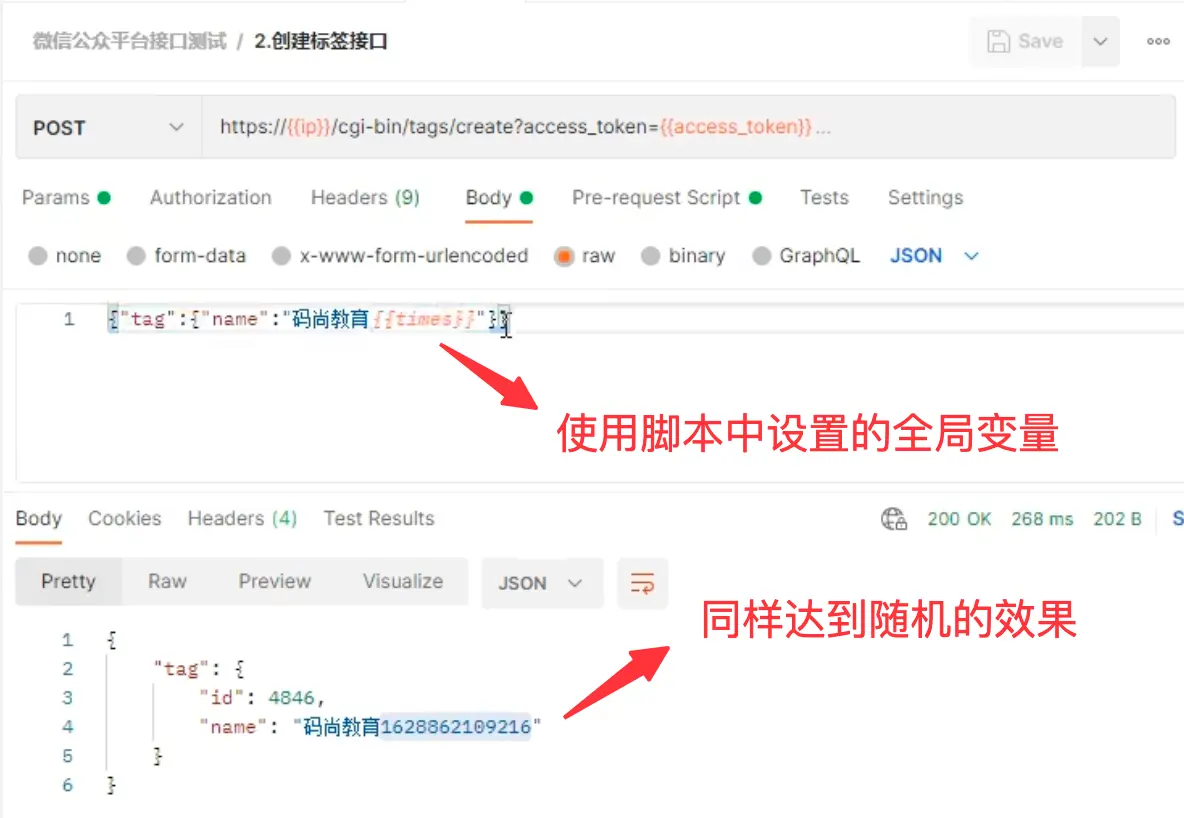 微信公众平台接口测试 / 2.创建标签接口
Save
POST
https://{{ip}}/cgi-bin/tags/create?access_token={{access_token}} ...
Params Authorization Headers (9) Body Pre-request Script Tests Settings
none form-data x-www-form-urlencoded raw binary GraphQL JSON
1 {"tag":{"name":"码尚教育{{times}}"}}
使用脚本中设置的全局变量
Body Cookies Headers (4) Test Results 200 OK 268 ms 202 B S
Pretty Raw Preview Visualize JSON
同样达到随机的效果
1 {
2 "tag": {
3 "id": 4846,
4 "name": "码尚教育1628862109216"
5 }
6 }